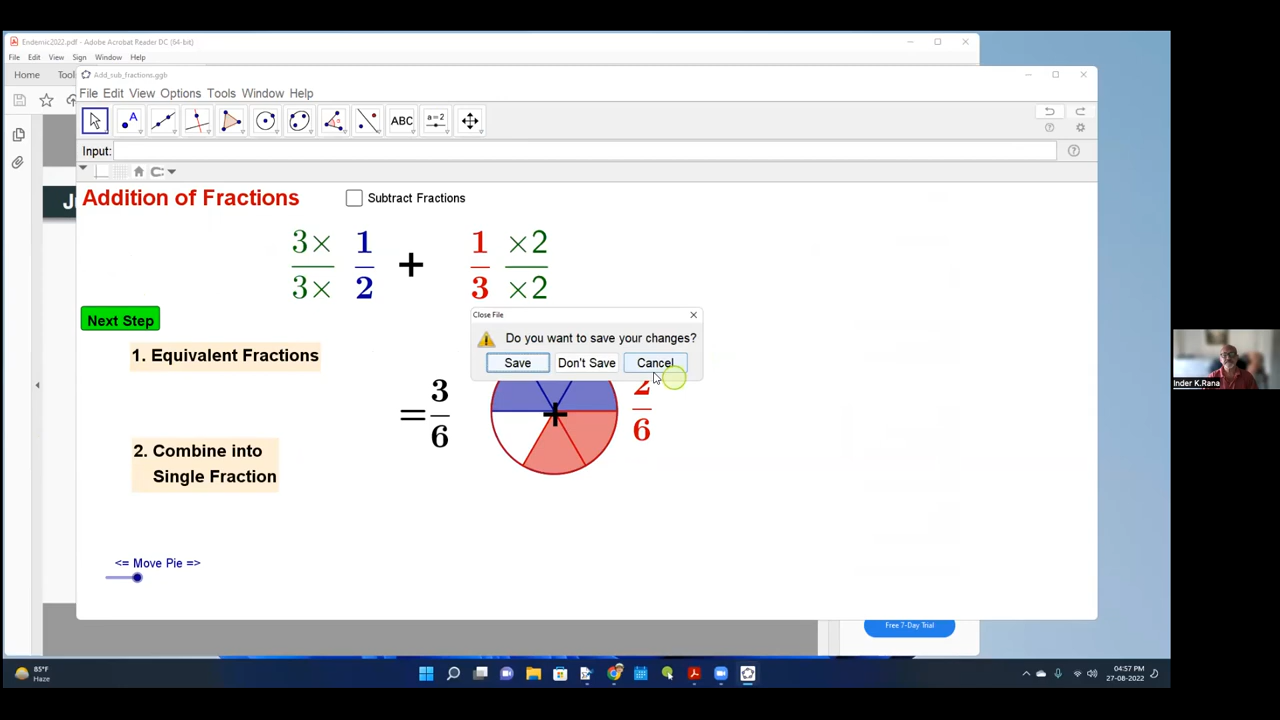 Endemic2022.pdf - Adobe Acrobat Reader DC (64-bit)
File Edit View Sign Window Help
Home Tool
Add_sub_fractions.ggb
File Edit View Options Tools Window Help
A
ABC
a=2
Input:
Addition of Fractions
Subtract Fractions
3× 1 + 1 ×2
3× 2 3 ×2
Next Step
Close File
Do you want to save your changes?
Save Don't Save Cancel
1. Equivalent Fractions
= 3 + 2
6 6
2. Combine into
Single Fraction
<= Move Pie =>
Free 7-Day Trial
Inder K.Rana
85°F
Haze
04:57 PM
27-08-2022